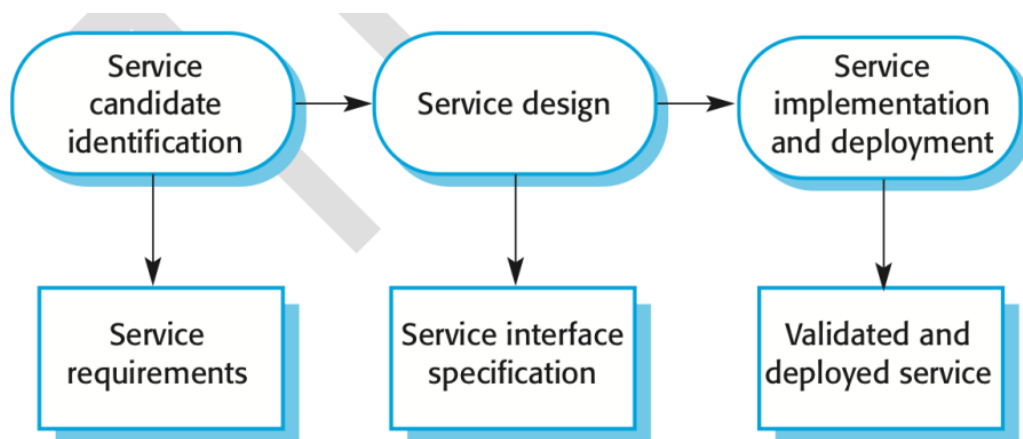 Service
candidate
identification
Service design
Service
implementation
and deployment
Service
requirements
Service interface
specification
Validated and
deployed service